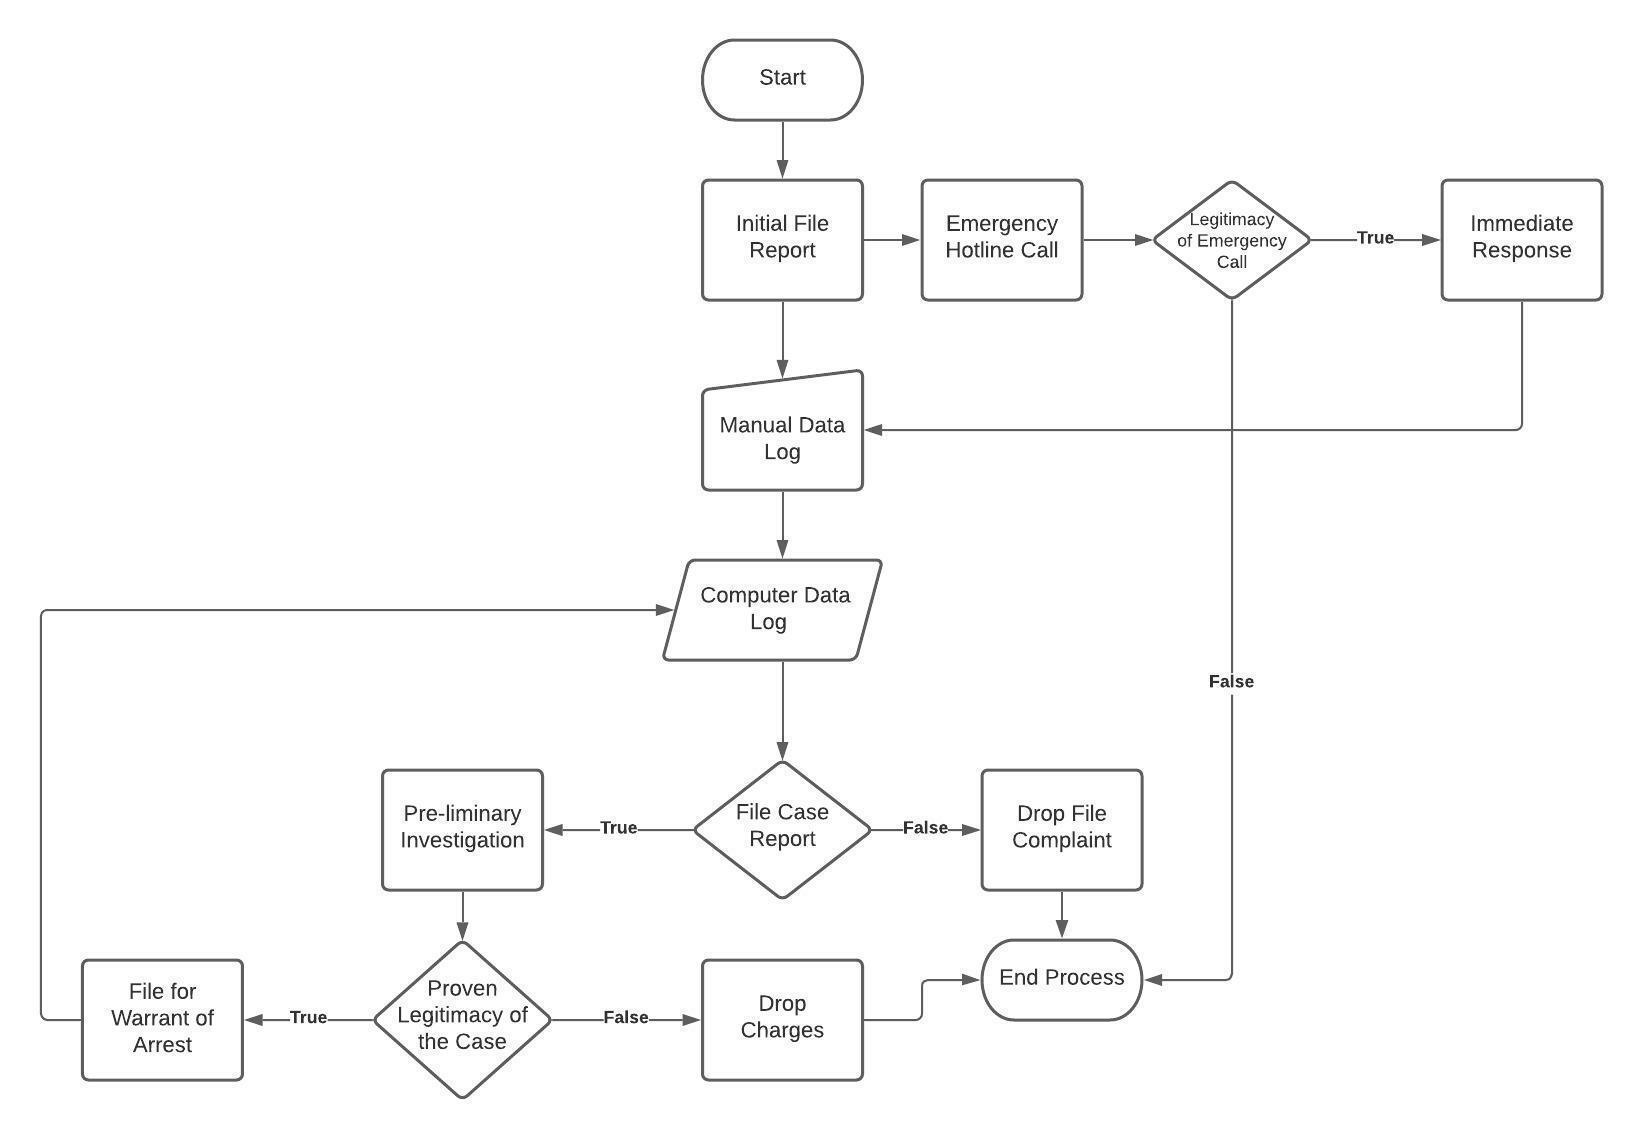 Start
Initial File
Report
Emergency
Hotline Call
Legitimacy
of Emergency
Call
True
Immediate
Response
Manual Data
Log
Computer Data
Log
False
Pre-liminary
Investigation
True
File Case
Report
False
Drop File
Complaint
File for
Warrant of
Arrest
True
Proven
Legitimacy of
the Case
False
Drop
Charges
End Process